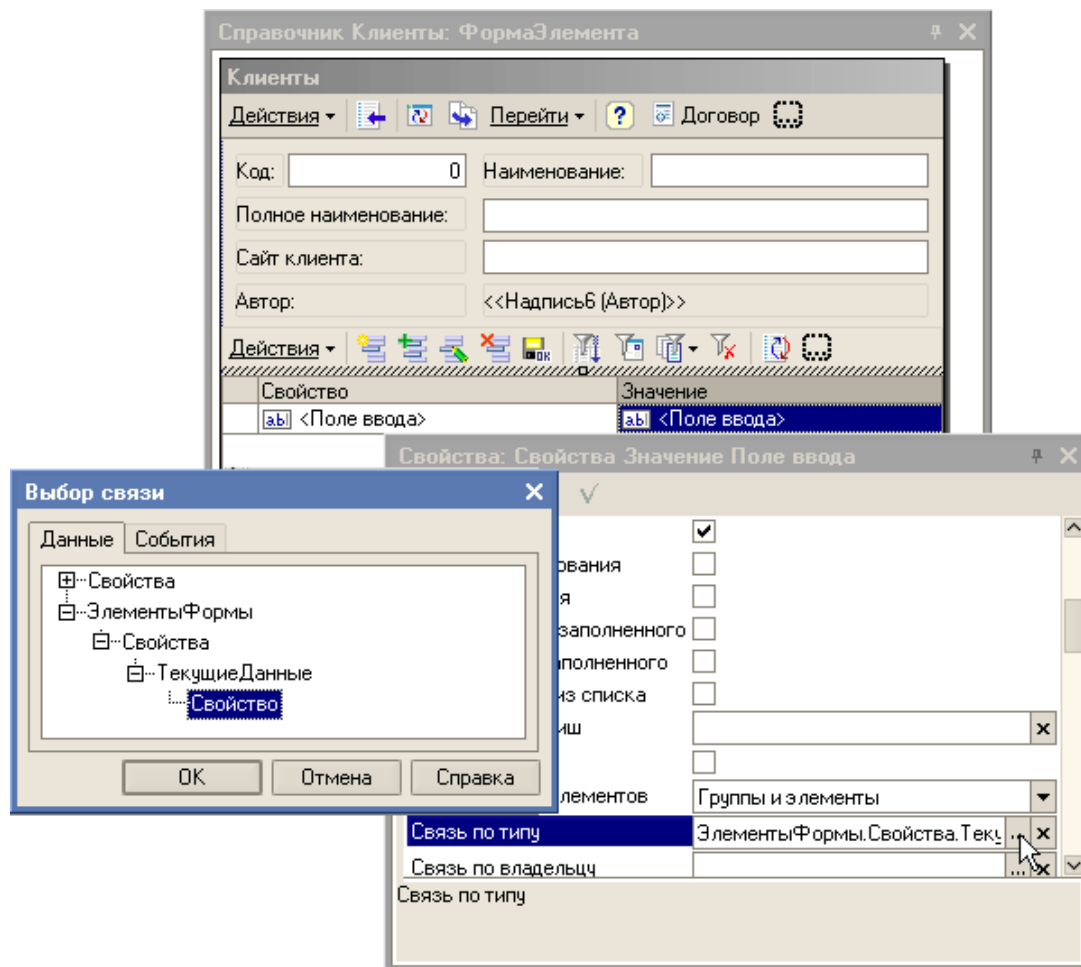 Справочник Клиенты: ФормаЭлемента
Клиенты
Действия Перейти ? Договор
Код: 0 Наименование:
Полное наименование:
Сайт клиента:
Автор: <<Надпись6 (Автор)>>
Действия
Свойство Значение
<Поле ввода> <Поле ввода>
Свойства: Свойства Значение Поле ввода
Выбор связи
Данные События
Свойства
ЭлементыФормы
Свойства
ТекущиеДанные
Свойство
OK Отмена Справка
ования
я
заполненного
полненного
из списка
иш
лементов Группы и элементы
Связь по типу ЭлементыФормы.Свойства.Теку ...
Связь по владельцу ...
Связь по типу